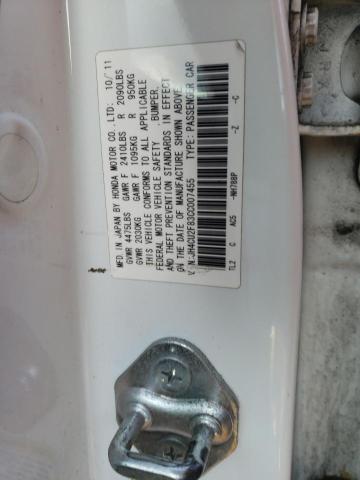 MFD. IN JAPAN BY HONDA MOTOR CO., LTD. 10/11
GVWR 4475LBS GAWR F 2410LBS R 2090LBS
GVWR 2030KG GAWR F 1095KG R 950KG
THIS VEHICLE CONFORMS TO ALL APPLICABLE
FEDERAL MOTOR VEHICLE SAFETY, BUMPER,
AND THEFT PREVENTION STANDARDS IN EFFECT
ON THE DATE OF MANUFACTURE SHOWN ABOVE.
V.I.N.:JH4CU2F83CC007455 TYPE:PASSENGER CAR
-NH788P -Z -C
TL2 C AC5